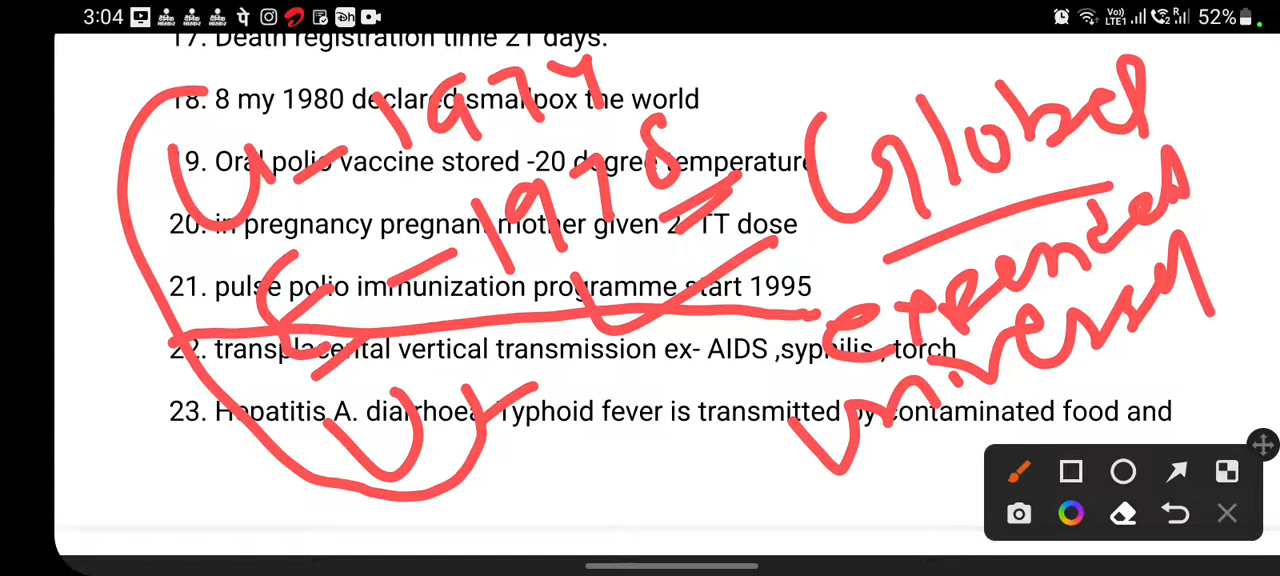 3:04
52%
17. Death registration time 21 days.
18. 8 my 1980 declared smallpox the world
19. Oral polio vaccine stored -20 degree temperature
20. in pregnancy pregnant mother given 2 TT dose
21. pulse polio immunization programme start 1995
22. transplacental vertical transmission ex- AIDS ,syphilis , torch
23. Hepatitis A. diarrhoea Typhoid fever is transmitted by contaminated food and
U - 1974
E - 1978
Global
expended
universal